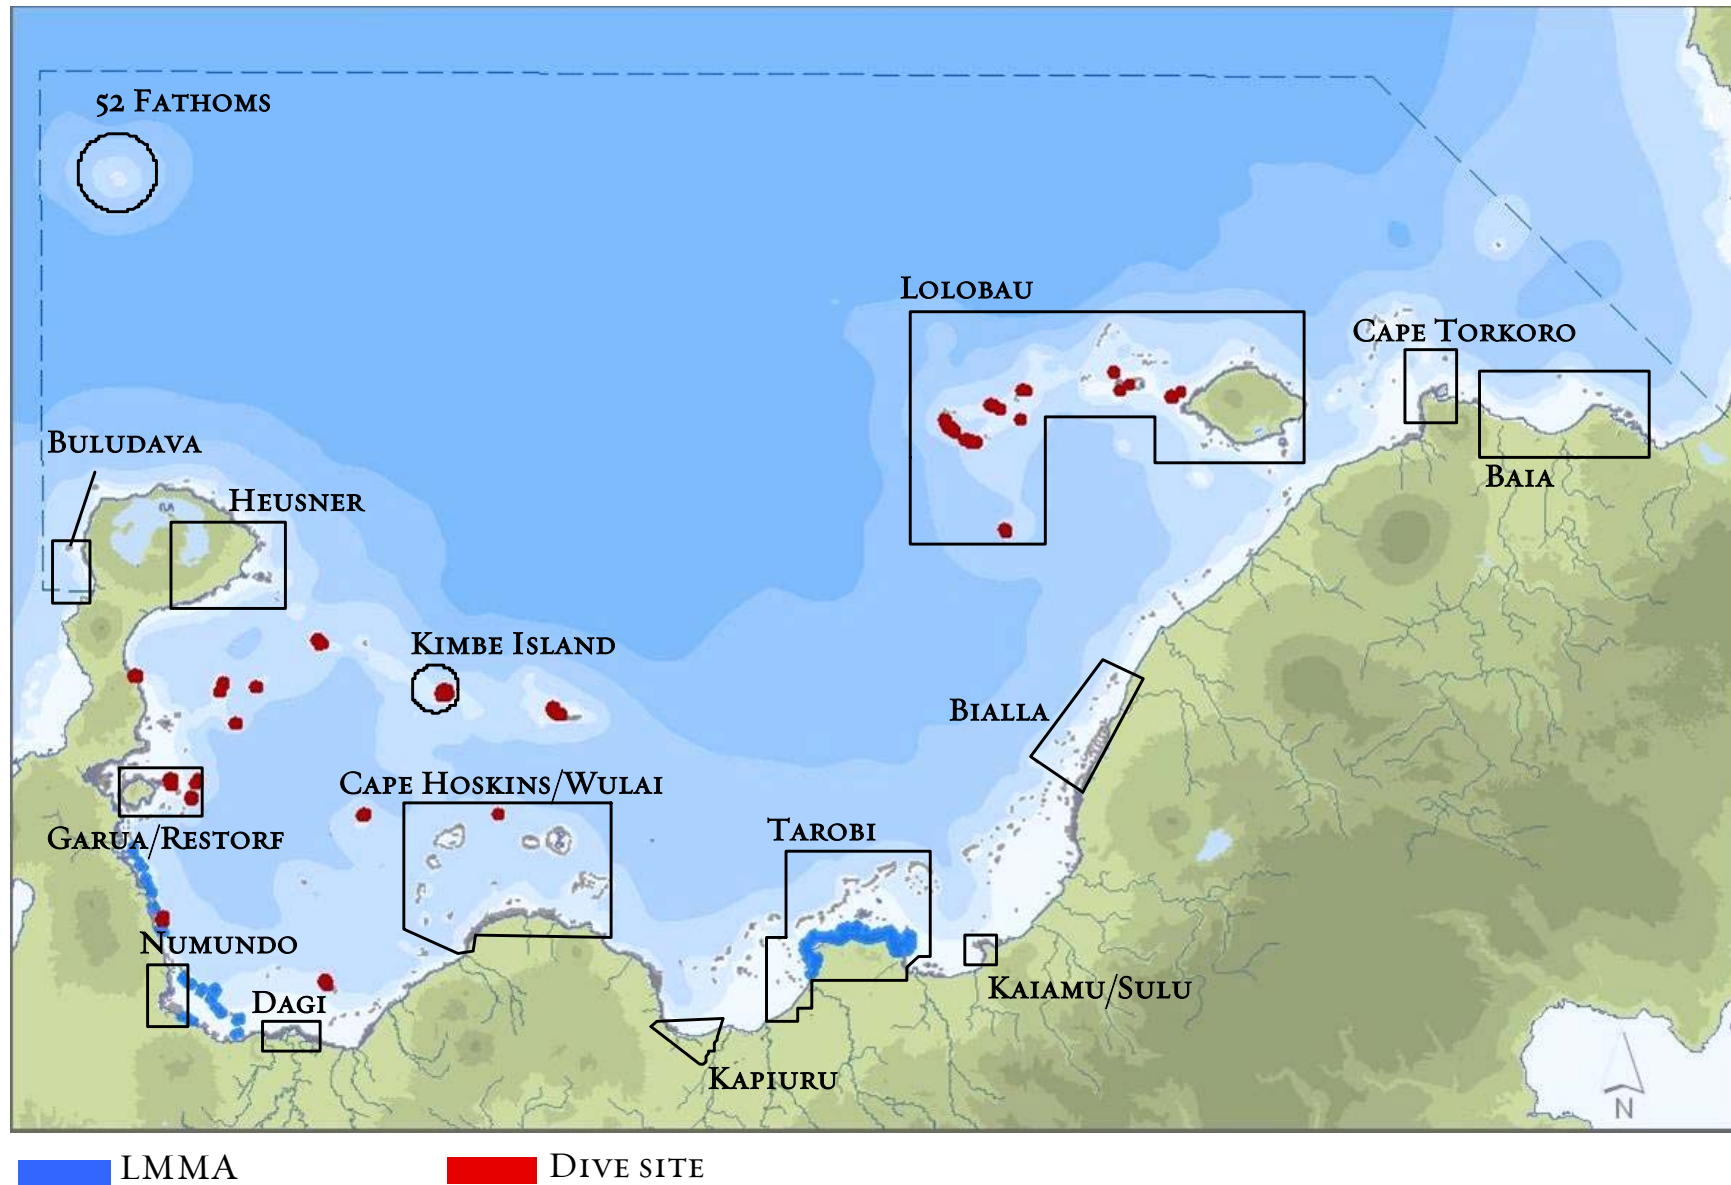 52 Fathoms
Lolobau
Cape Torkoro
Buludava
Heusner
Baia
Kimbe Island
Bialla
Cape Hoskins/Wulai
Tarobi
Garua/Restorf
Numundo
Dagi
Kaiamu/Sulu
Kapiuru
N
LMMA
Dive site